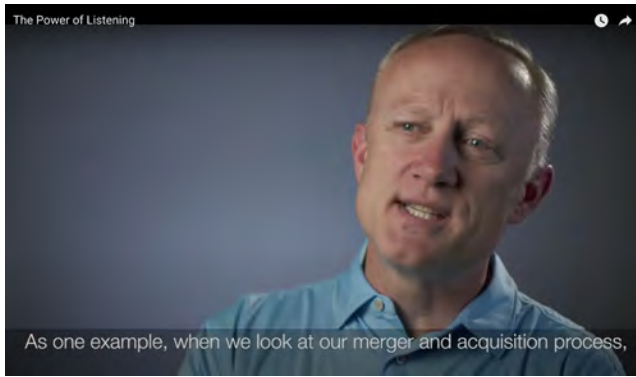 The Power of Listening
As one example, when we look at our merger and acquisition process,